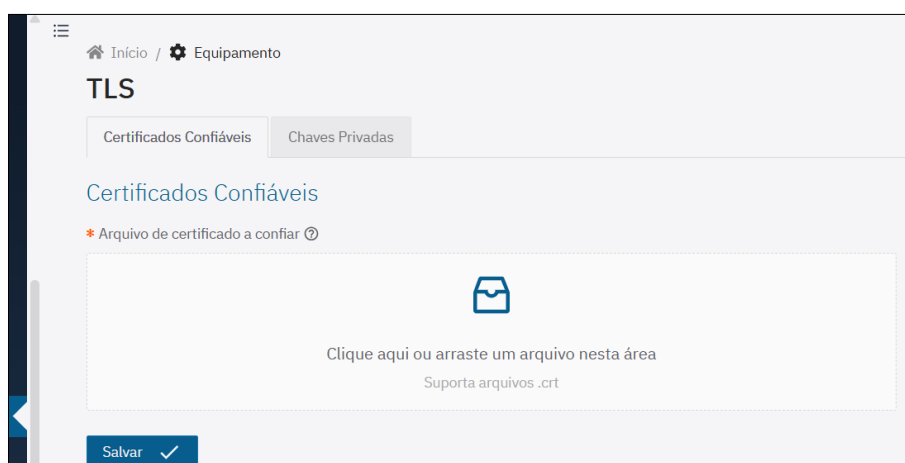 Início / Equipamento
TLS
Certificados Confiáveis Chaves Privadas
Certificados Confiáveis
* Arquivo de certificado a confiar
Clique aqui ou arraste um arquivo nesta área
Suporta arquivos .crt
Salvar